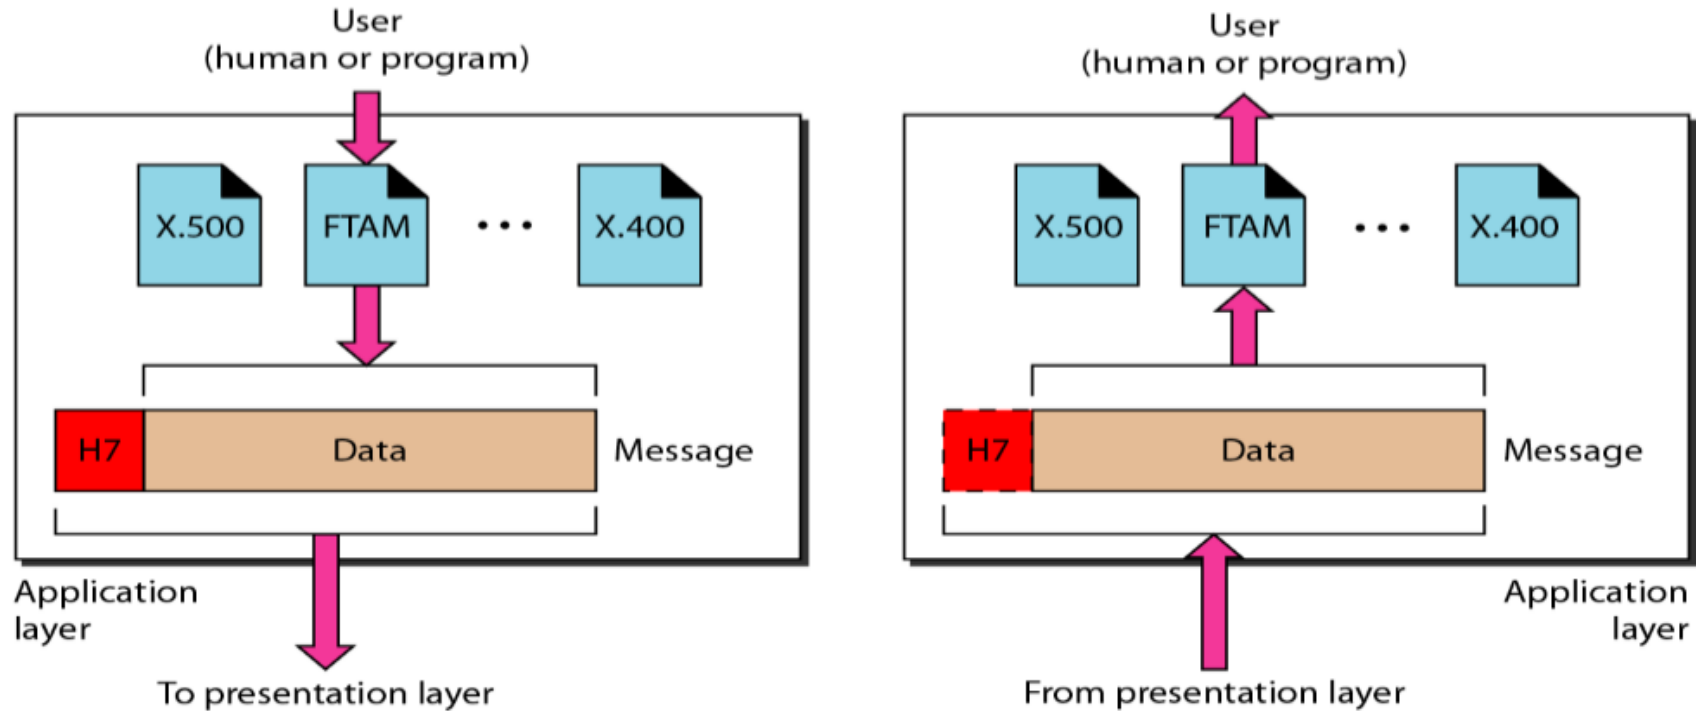 User
(human or program)
X.500
FTAM
...
X.400
H7
Data
Message
Application
layer
To presentation layer
User
(human or program)
X.500
FTAM
...
X.400
H7
Data
Message
Application
layer
From presentation layer